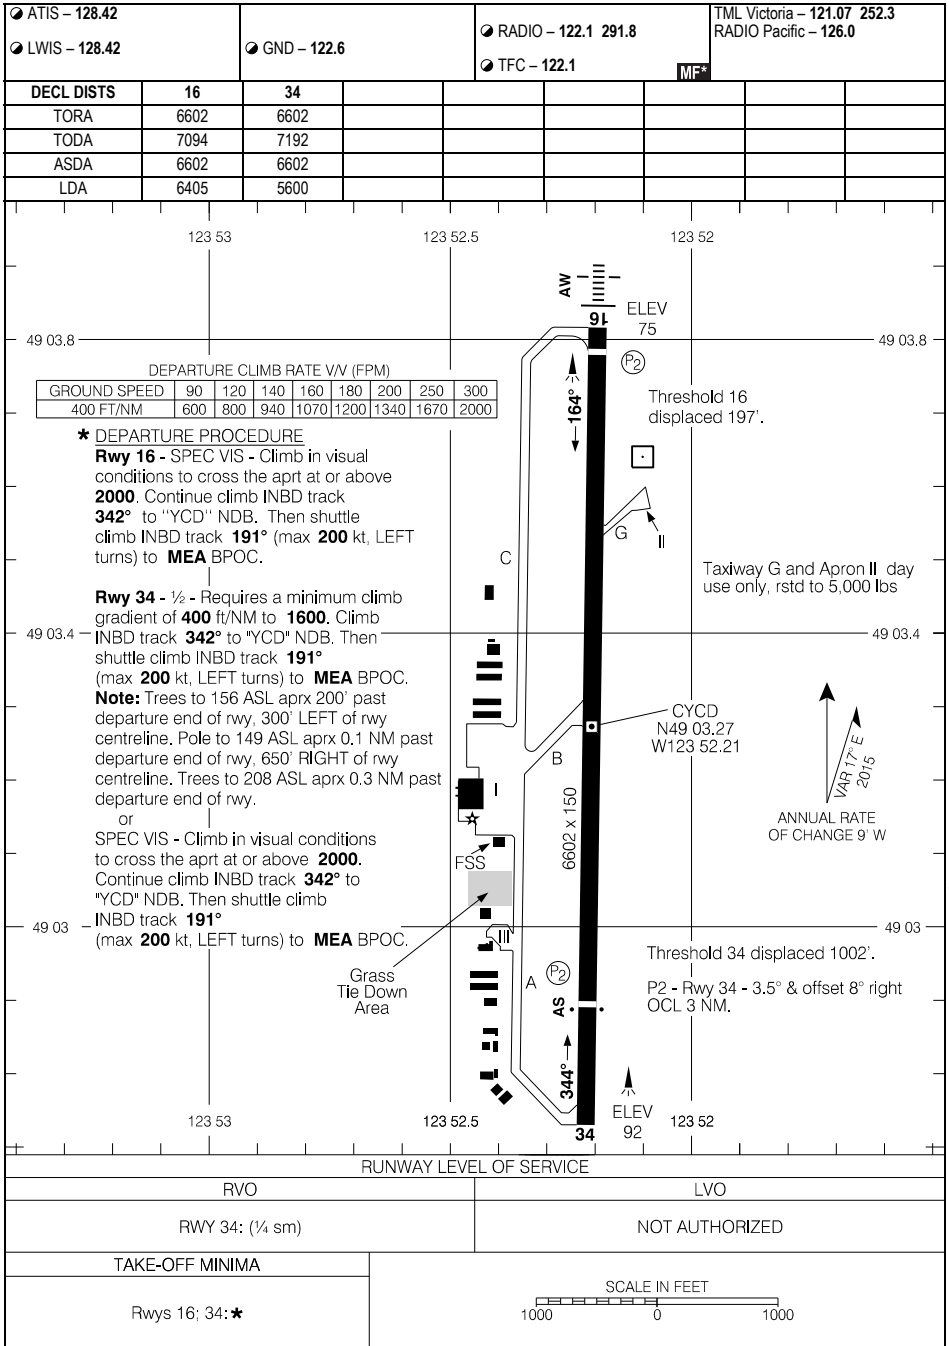 ATIS – 128.42
LWIS – 128.42
GND – 122.6
RADIO – 122.1 291.8
TFC – 122.1
MF*
TML Victoria – 121.07 252.3
RADIO Pacific – 126.0
DECL DISTS 16 34
TORA 6602 6602
TODA 7094 7192
ASDA 6602 6602
LDA 6405 5600
123 53 123 52.5 123 52
AW
16
ELEV
75
49 03.8 49 03.8
P2
DEPARTURE CLIMB RATE V/V (FPM)
GROUND SPEED 90 120 140 160 180 200 250 300
400 FT/NM 600 800 940 1070 1200 1340 1670 2000
164°
Threshold 16
displaced 197'.
* DEPARTURE PROCEDURE
Rwy 16 - SPEC VIS - Climb in visual
conditions to cross the aprt at or above
2000. Continue climb INBD track
342° to "YCD" NDB. Then shuttle
climb INBD track 191° (max 200 kt, LEFT
turns) to MEA BPOC.
G
II
C
Taxiway G and Apron II day
use only, rstd to 5,000 lbs
Rwy 34 - ½ - Requires a minimum climb
gradient of 400 ft/NM to 1600. Climb
INBD track 342° to "YCD" NDB. Then
shuttle climb INBD track 191°
(max 200 kt, LEFT turns) to MEA BPOC.
Note: Trees to 156 ASL aprx 200' past
departure end of rwy, 300' LEFT of rwy
centreline. Pole to 149 ASL aprx 0.1 NM past
departure end of rwy, 650' RIGHT of rwy
centreline. Trees to 208 ASL aprx 0.3 NM past
departure end of rwy.
or
SPEC VIS - Climb in visual conditions
to cross the aprt at or above 2000.
Continue climb INBD track 342° to
"YCD" NDB. Then shuttle climb
INBD track 191°
(max 200 kt, LEFT turns) to MEA BPOC.
49 03.4 49 03.4
CYCD
N49 03.27
W123 52.21
B
I
VAR 17° E
2015
ANNUAL RATE
OF CHANGE 9' W
6602 x 150
FSS
49 03 49 03
III
Grass
Tie Down
Area
A
P2
AS
Threshold 34 displaced 1002'.
P2 - Rwy 34 - 3.5° & offset 8° right
OCL 3 NM.
344°
ELEV
92
34
123 53 123 52.5 123 52
RUNWAY LEVEL OF SERVICE
RVO LVO
RWY 34: (¼ sm) NOT AUTHORIZED
TAKE-OFF MINIMA
Rwys 16; 34:*
SCALE IN FEET
1000 0 1000